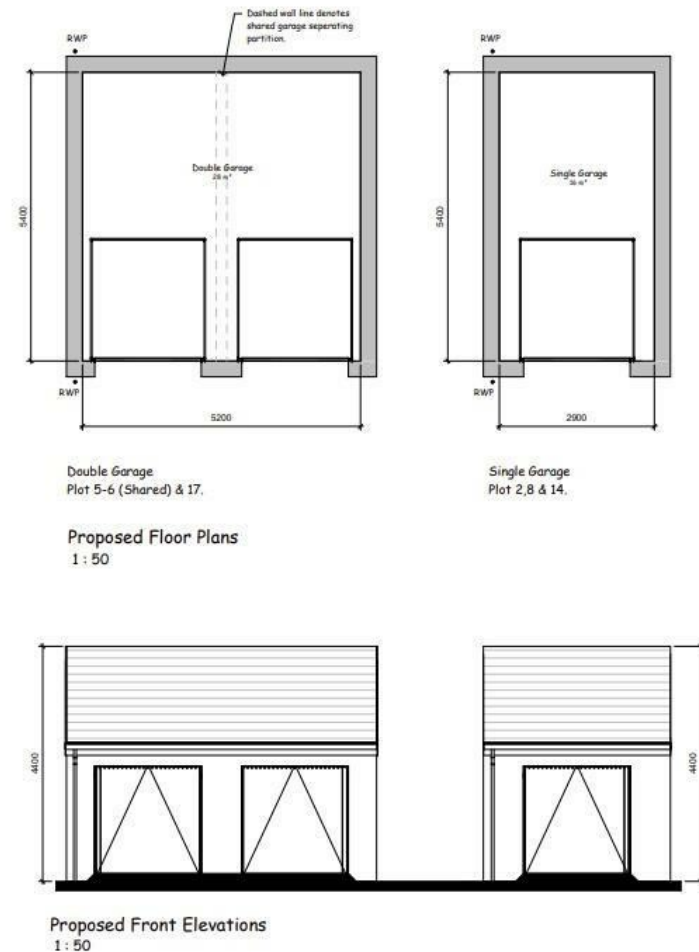 Dashed wall line denotes
shared garage seperating
partition.
RWP
RWP
5400
Double Garage
28 m²
5400
Single Garage
16 m²
RWP
RWP
5200
2900
Double Garage
Plot 5-6 (Shared) & 17.
Single Garage
Plot 2,8 & 14.
Proposed Floor Plans
1 : 50
4400
4400
Proposed Front Elevations
1 : 50